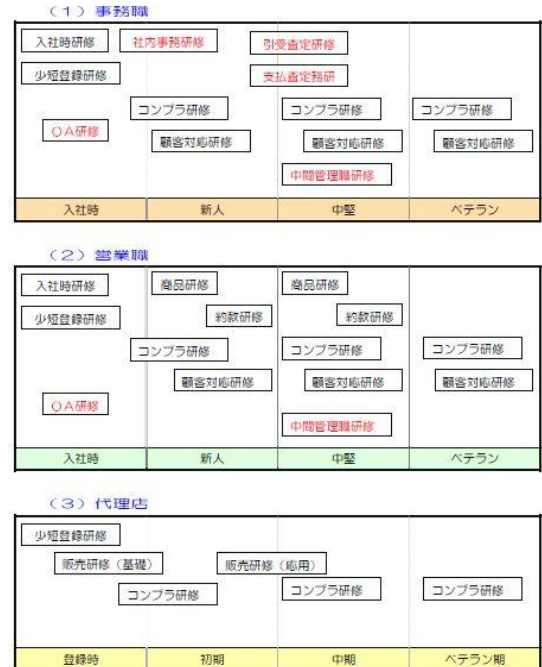 (1)事務職
入社時研修 社内事務研修 引受査定研修
少短登録研修 支払査定務研
コンプラ研修 コンプラ研修 コンプラ研修
OA研修 顧客対応研修 顧客対応研修 顧客対応研修
中間管理職研修
入社時 新人 中堅 ベテラン
(2)営業職
入社時研修 商品研修 商品研修
少短登録研修 約款研修 約款研修
コンプラ研修 コンプラ研修 コンプラ研修
顧客対応研修 顧客対応研修 顧客対応研修
OA研修 中間管理職研修
入社時 新人 中堅 ベテラン
(3)代理店
少短登録研修
販売研修(基礎) 販売研修(応用)
コンプラ研修 コンプラ研修 コンプラ研修
登録時 初期 中期 ベテラン期